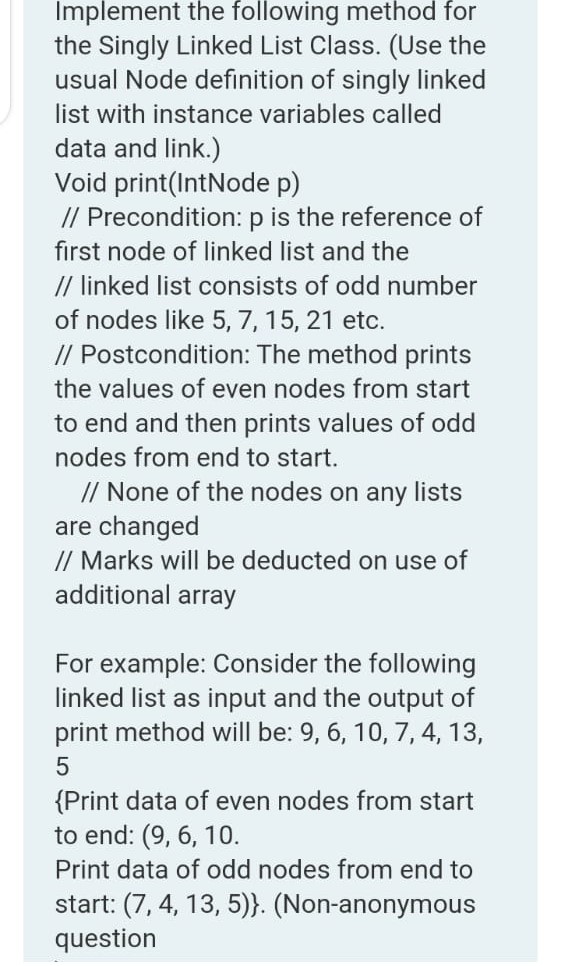 Implement the following method for
the Singly Linked List Class. (Use the
usual Node definition of singly linked
list with instance variables called
data and link.)
Void print(IntNode p)
// Precondition: p is the reference of
first node of linked list and the
// linked list consists of odd number
of nodes like 5, 7, 15, 21 etc.
// Postcondition: The method prints
the values of even nodes from start
to end and then prints values of odd
nodes from end to start.
// None of the nodes on any lists
are changed
// Marks will be deducted on use of
additional array
For example: Consider the following
linked list as input and the output of
print method will be: 9, 6, 10, 7, 4, 13,
5
{Print data of even nodes from start
to end: (9, 6, 10.
Print data of odd nodes from end to
start: (7, 4, 13, 5)}. (Non-anonymous
question